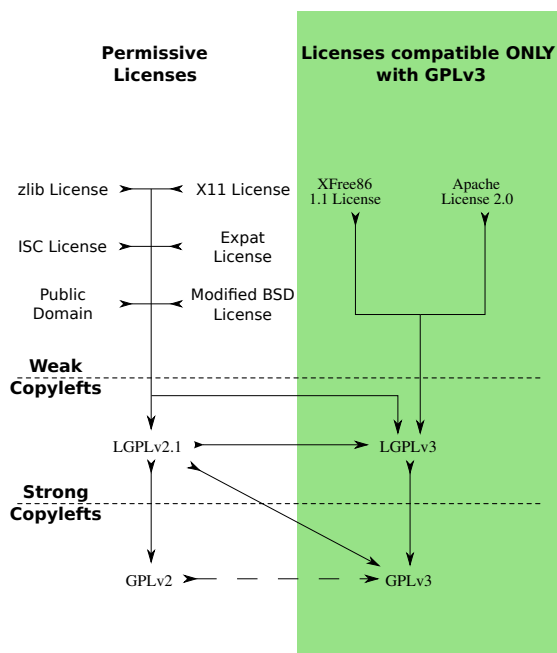 Permissive
Licenses
Licenses compatible ONLY
with GPLv3
zlib License
X11 License
XFree86
1.1 License
Apache
License 2.0
ISC License
Expat
License
Public
Domain
Modified BSD
License
Weak
Copylefts
LGPLv2.1
LGPLv3
Strong
Copylefts
GPLv2
GPLv3